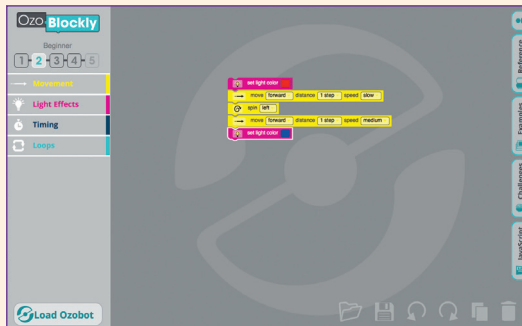 Ozo Blockly
Beginner
1 2 3 4 5
Movement
Light Effects
Timing
Loops
set light color
move forward distance 1 step speed slow
spin left
move forward distance 1 step speed medium
set light color
Load Ozobot
Reference
Examples
Challenges
JavaScript